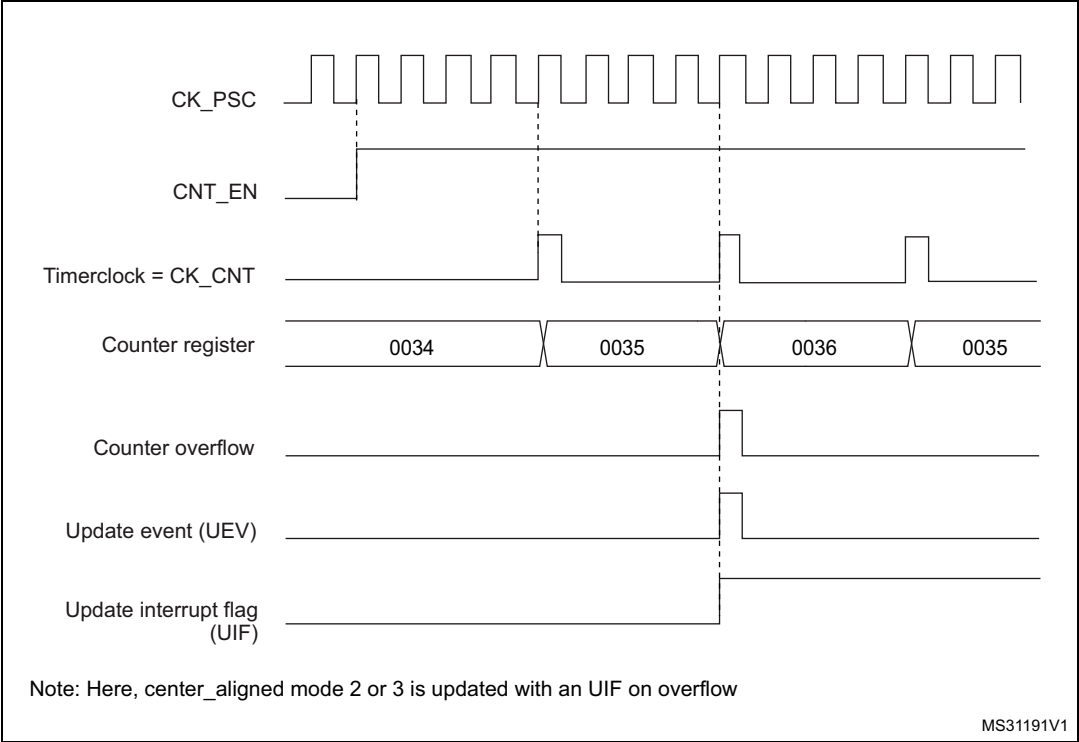 CK_PSC
CNT_EN
Timerclock = CK_CNT
Counter register
0034
0035
0036
0035
Counter overflow
Update event (UEV)
Update interrupt flag
(UIF)
Note: Here, center_aligned mode 2 or 3 is updated with an UIF on overflow
MS31191V1